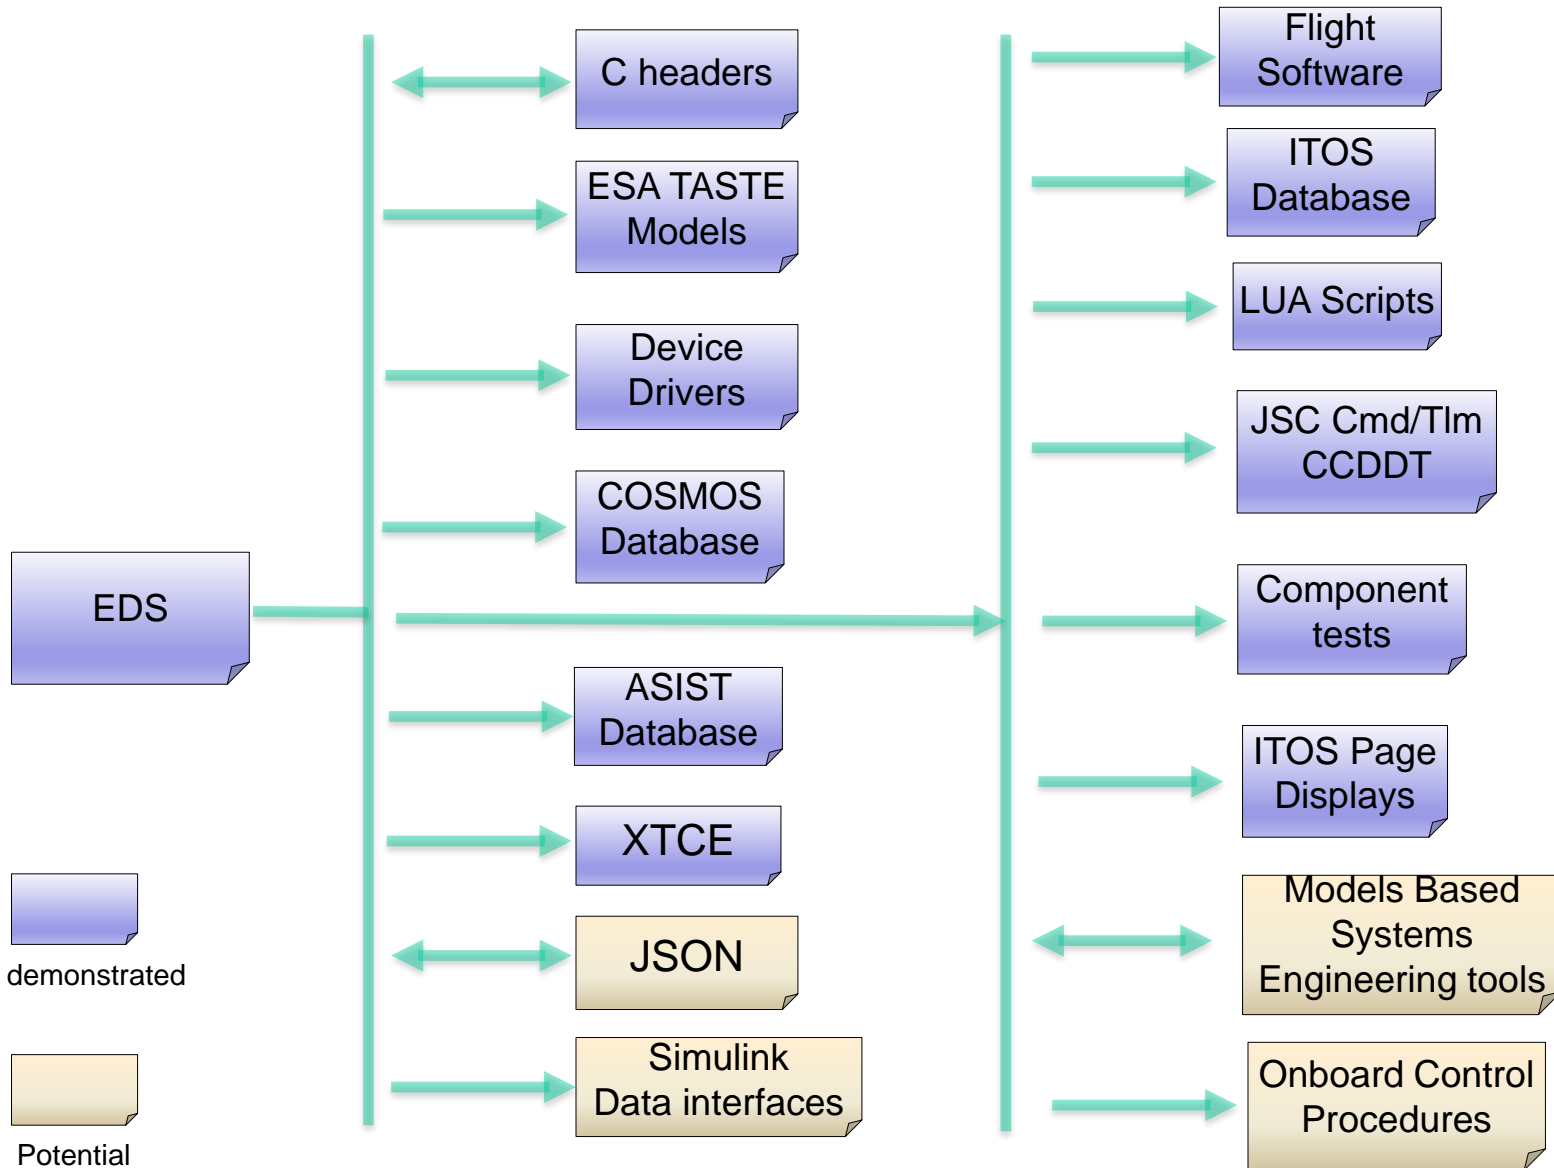 EDS
demonstrated
Potential
C headers
ESA TASTE
Models
Device
Drivers
COSMOS
Database
ASIST
Database
XTCE
JSON
Simulink
Data interfaces
Flight
Software
ITOS
Database
LUA Scripts
JSC Cmd/Tlm
CCDDT
Component
tests
ITOS Page
Displays
Models Based
Systems
Engineering tools
Onboard Control
Procedures